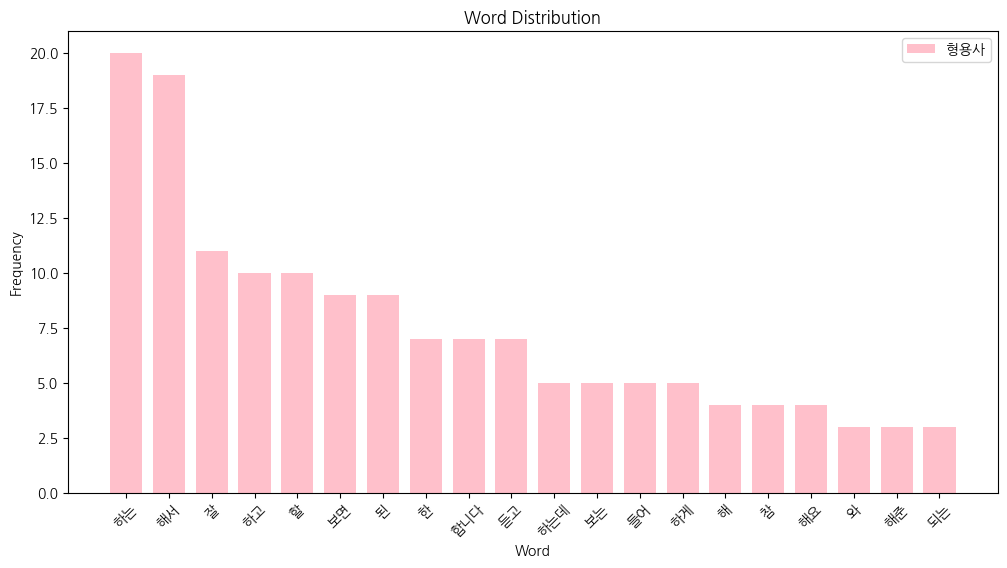 Word Distribution
형용사
20.0
17.5
15.0
12.5
10.0
7.5
5.0
2.5
0.0
Frequency
하는 해서 잘 하고 할 보면 된 한 합니다 듣고 하는데 보는 들어 하게 해 참 해요 와 해준 되는
Word